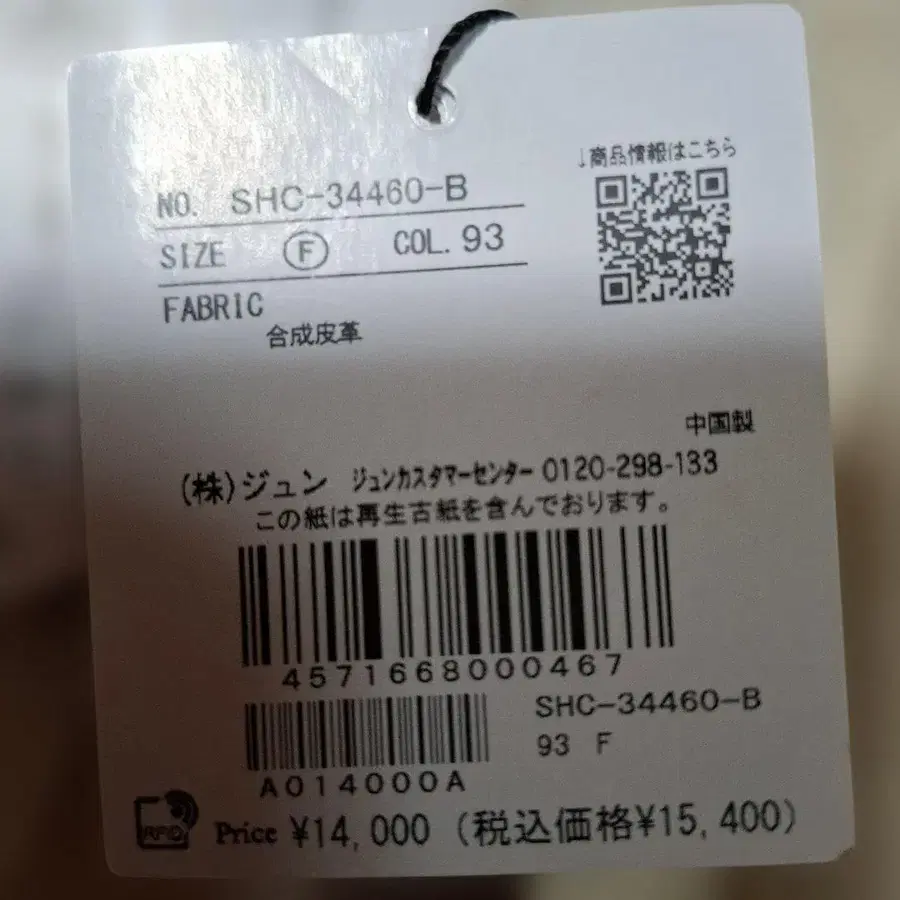 ↓商品情報はこちら
NO. SHC-34460-B
SIZE Ⓕ COL. 93
FABRIC
合成皮革
中国製
(株)ジュン ジュンカスタマーセンター 0120-298-133
この紙は再生古紙を含んでおります。
4571668000467
SHC-34460-B
93 F
A014000A
RFID Price ¥14,000 (税込価格¥15,400)